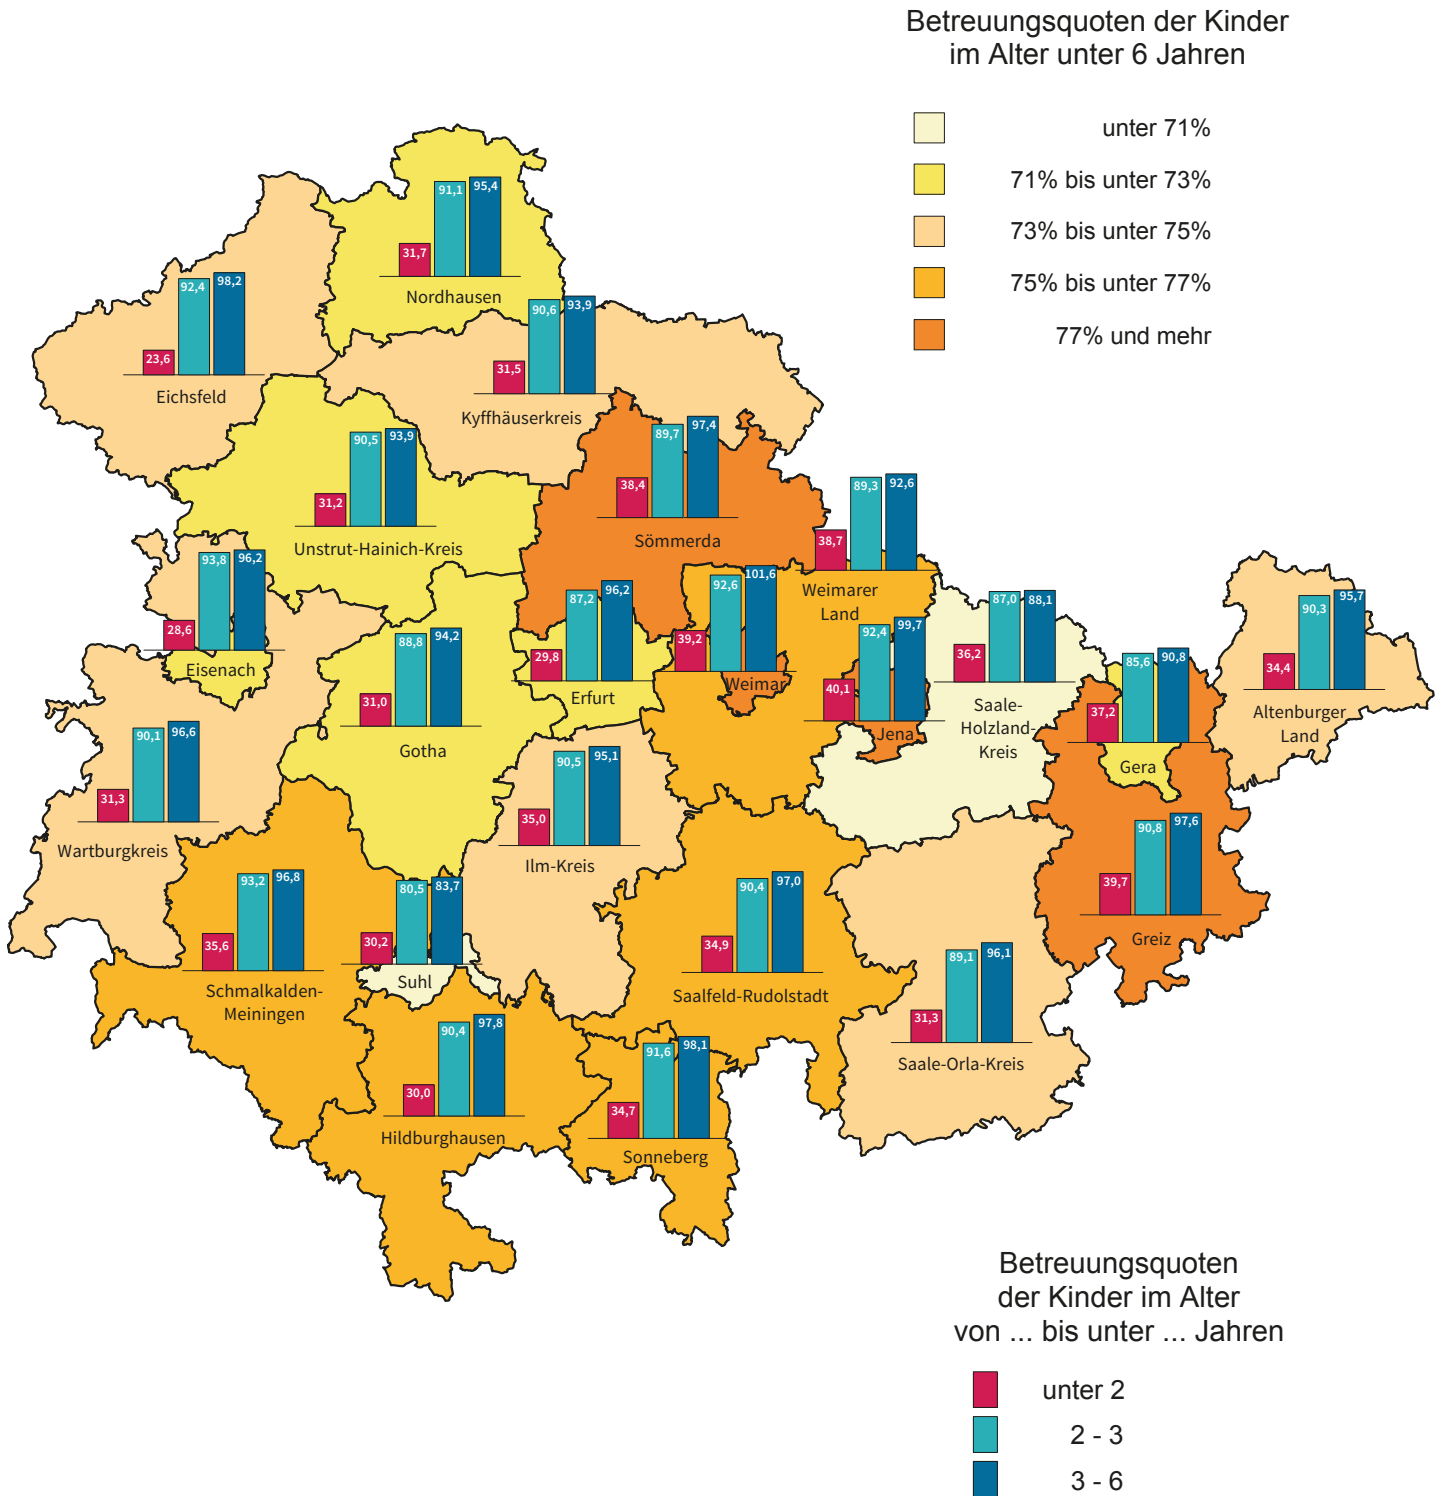 Betreuungsquoten der Kinder
im Alter unter 6 Jahren
unter 71%
71% bis unter 73%
73% bis unter 75%
75% bis unter 77%
77% und mehr
31,7
91,1
95,4
Nordhausen
23,6
92,4
98,2
Eichsfeld
31,5
90,6
93,9
Kyffhäuserkreis
31,2
90,5
93,9
Unstrut-Hainich-Kreis
38,4
89,7
97,4
Sömmerda
38,7
89,3
92,6
Weimarer
Land
28,6
93,8
96,2
Eisenach
31,0
88,8
94,2
Gotha
29,8
87,2
96,2
Erfurt
39,2
92,6
101,6
Weimar
40,1
92,4
99,7
Jena
36,2
87,0
88,1
Saale-
Holzland-
Kreis
37,2
85,6
90,8
Gera
34,4
90,3
95,7
Altenburger
Land
31,3
90,1
96,6
Wartburgkreis
35,0
90,5
95,1
Ilm-Kreis
39,7
90,8
97,6
Greiz
35,6
93,2
96,8
Schmalkalden-
Meiningen
30,2
80,5
83,7
Suhl
34,9
90,4
97,0
Saalfeld-Rudolstadt
31,3
89,1
96,1
Saale-Orla-Kreis
30,0
90,4
97,8
Hildburghausen
34,7
91,6
98,1
Sonneberg
Betreuungsquoten
der Kinder im Alter
von ... bis unter ... Jahren
unter 2
2 - 3
3 - 6